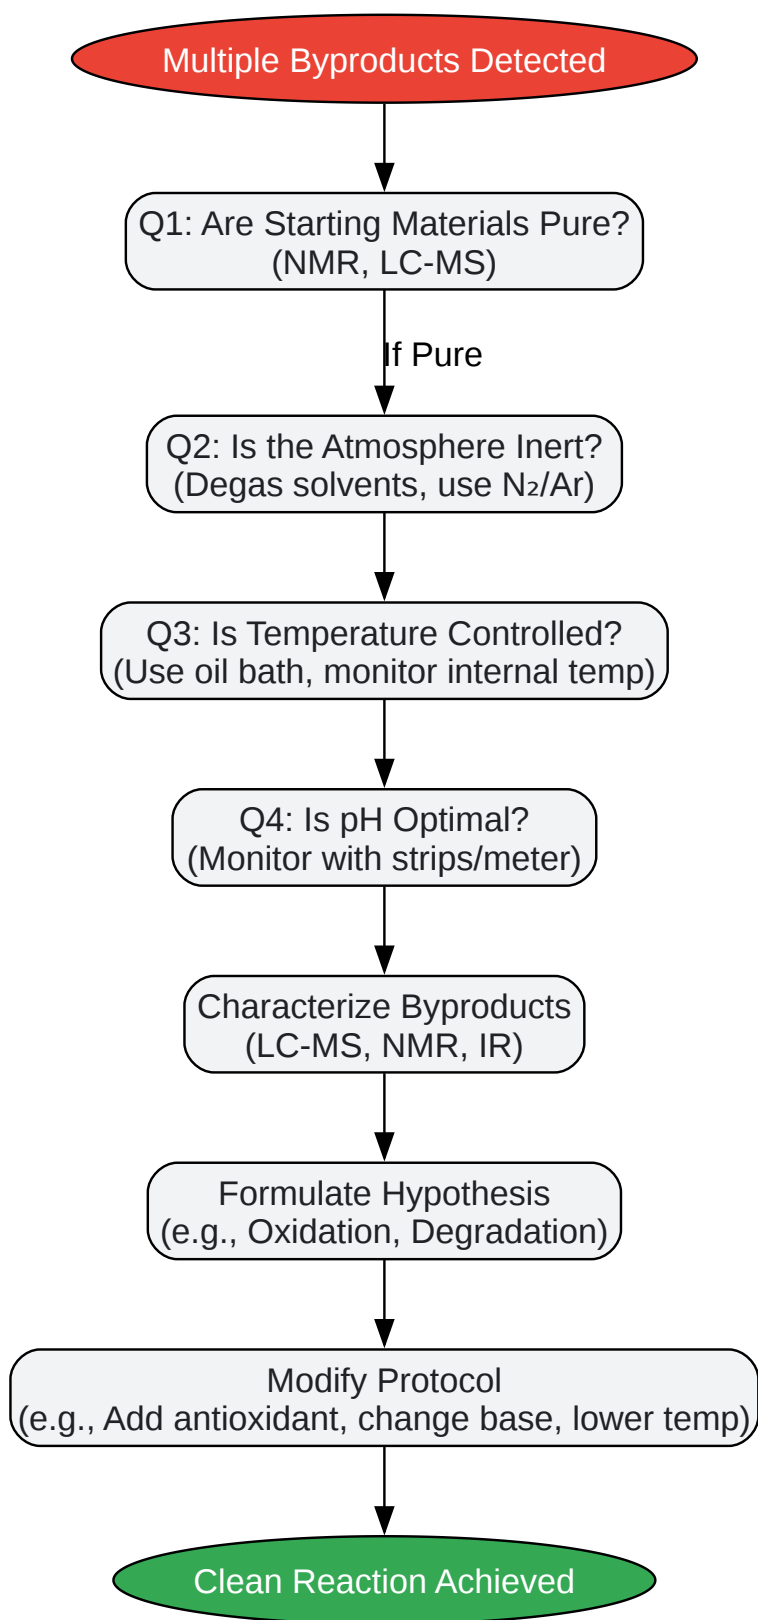 Multiple Byproducts Detected
Q1: Are Starting Materials Pure?
(NMR, LC-MS)
If Pure
Q2: Is the Atmosphere Inert?
(Degas solvents, use N₂/Ar)
Q3: Is Temperature Controlled?
(Use oil bath, monitor internal temp)
Q4: Is pH Optimal?
(Monitor with strips/meter)
Characterize Byproducts
(LC-MS, NMR, IR)
Formulate Hypothesis
(e.g., Oxidation, Degradation)
Modify Protocol
(e.g., Add antioxidant, change base, lower temp)
Clean Reaction Achieved